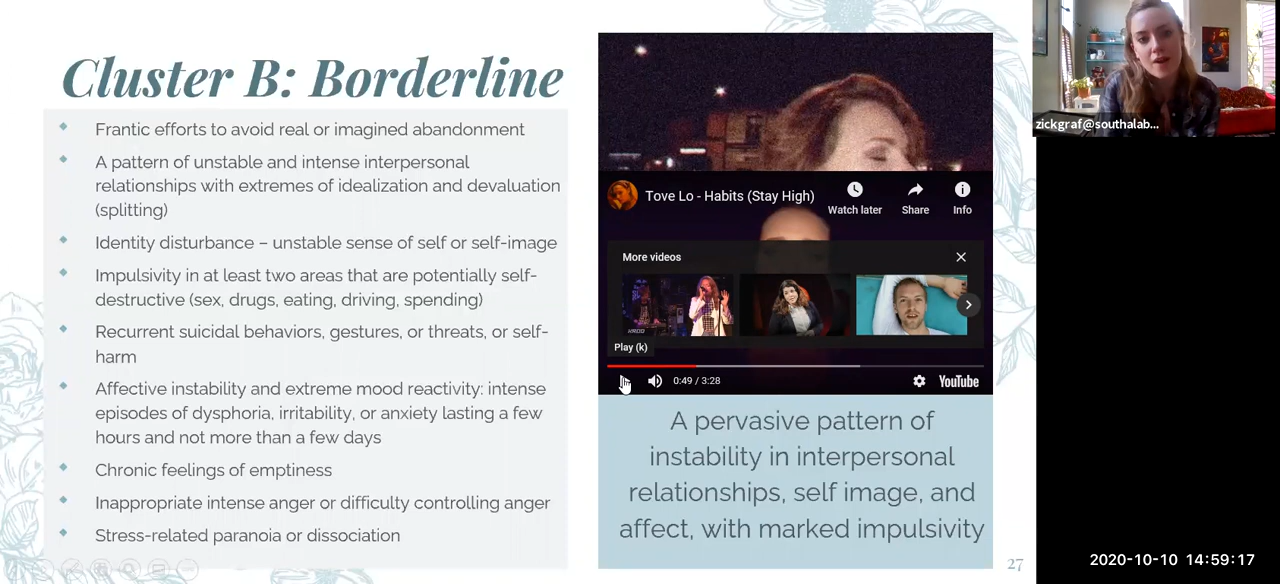 Cluster B: Borderline
Frantic efforts to avoid real or imagined abandonment
A pattern of unstable and intense interpersonal
relationships with extremes of idealization and devaluation
(splitting)
Identity disturbance – unstable sense of self or self-image
Impulsivity in at least two areas that are potentially self-
destructive (sex, drugs, eating, driving, spending)
Recurrent suicidal behaviors, gestures, or threats, or self-
harm
Affective instability and extreme mood reactivity: intense
episodes of dysphoria, irritability, or anxiety lasting a few
hours and not more than a few days
Chronic feelings of emptiness
Inappropriate intense anger or difficulty controlling anger
Stress-related paranoia or dissociation
Tove Lo - Habits (Stay High)
Watch later
Share
Info
More videos
Play (k)
0:49 / 3:28
YouTube
A pervasive pattern of
instability in interpersonal
relationships, self image, and
affect, with marked impulsivity
27
zickgraf@southalab...
2020-10-10 14:59:17